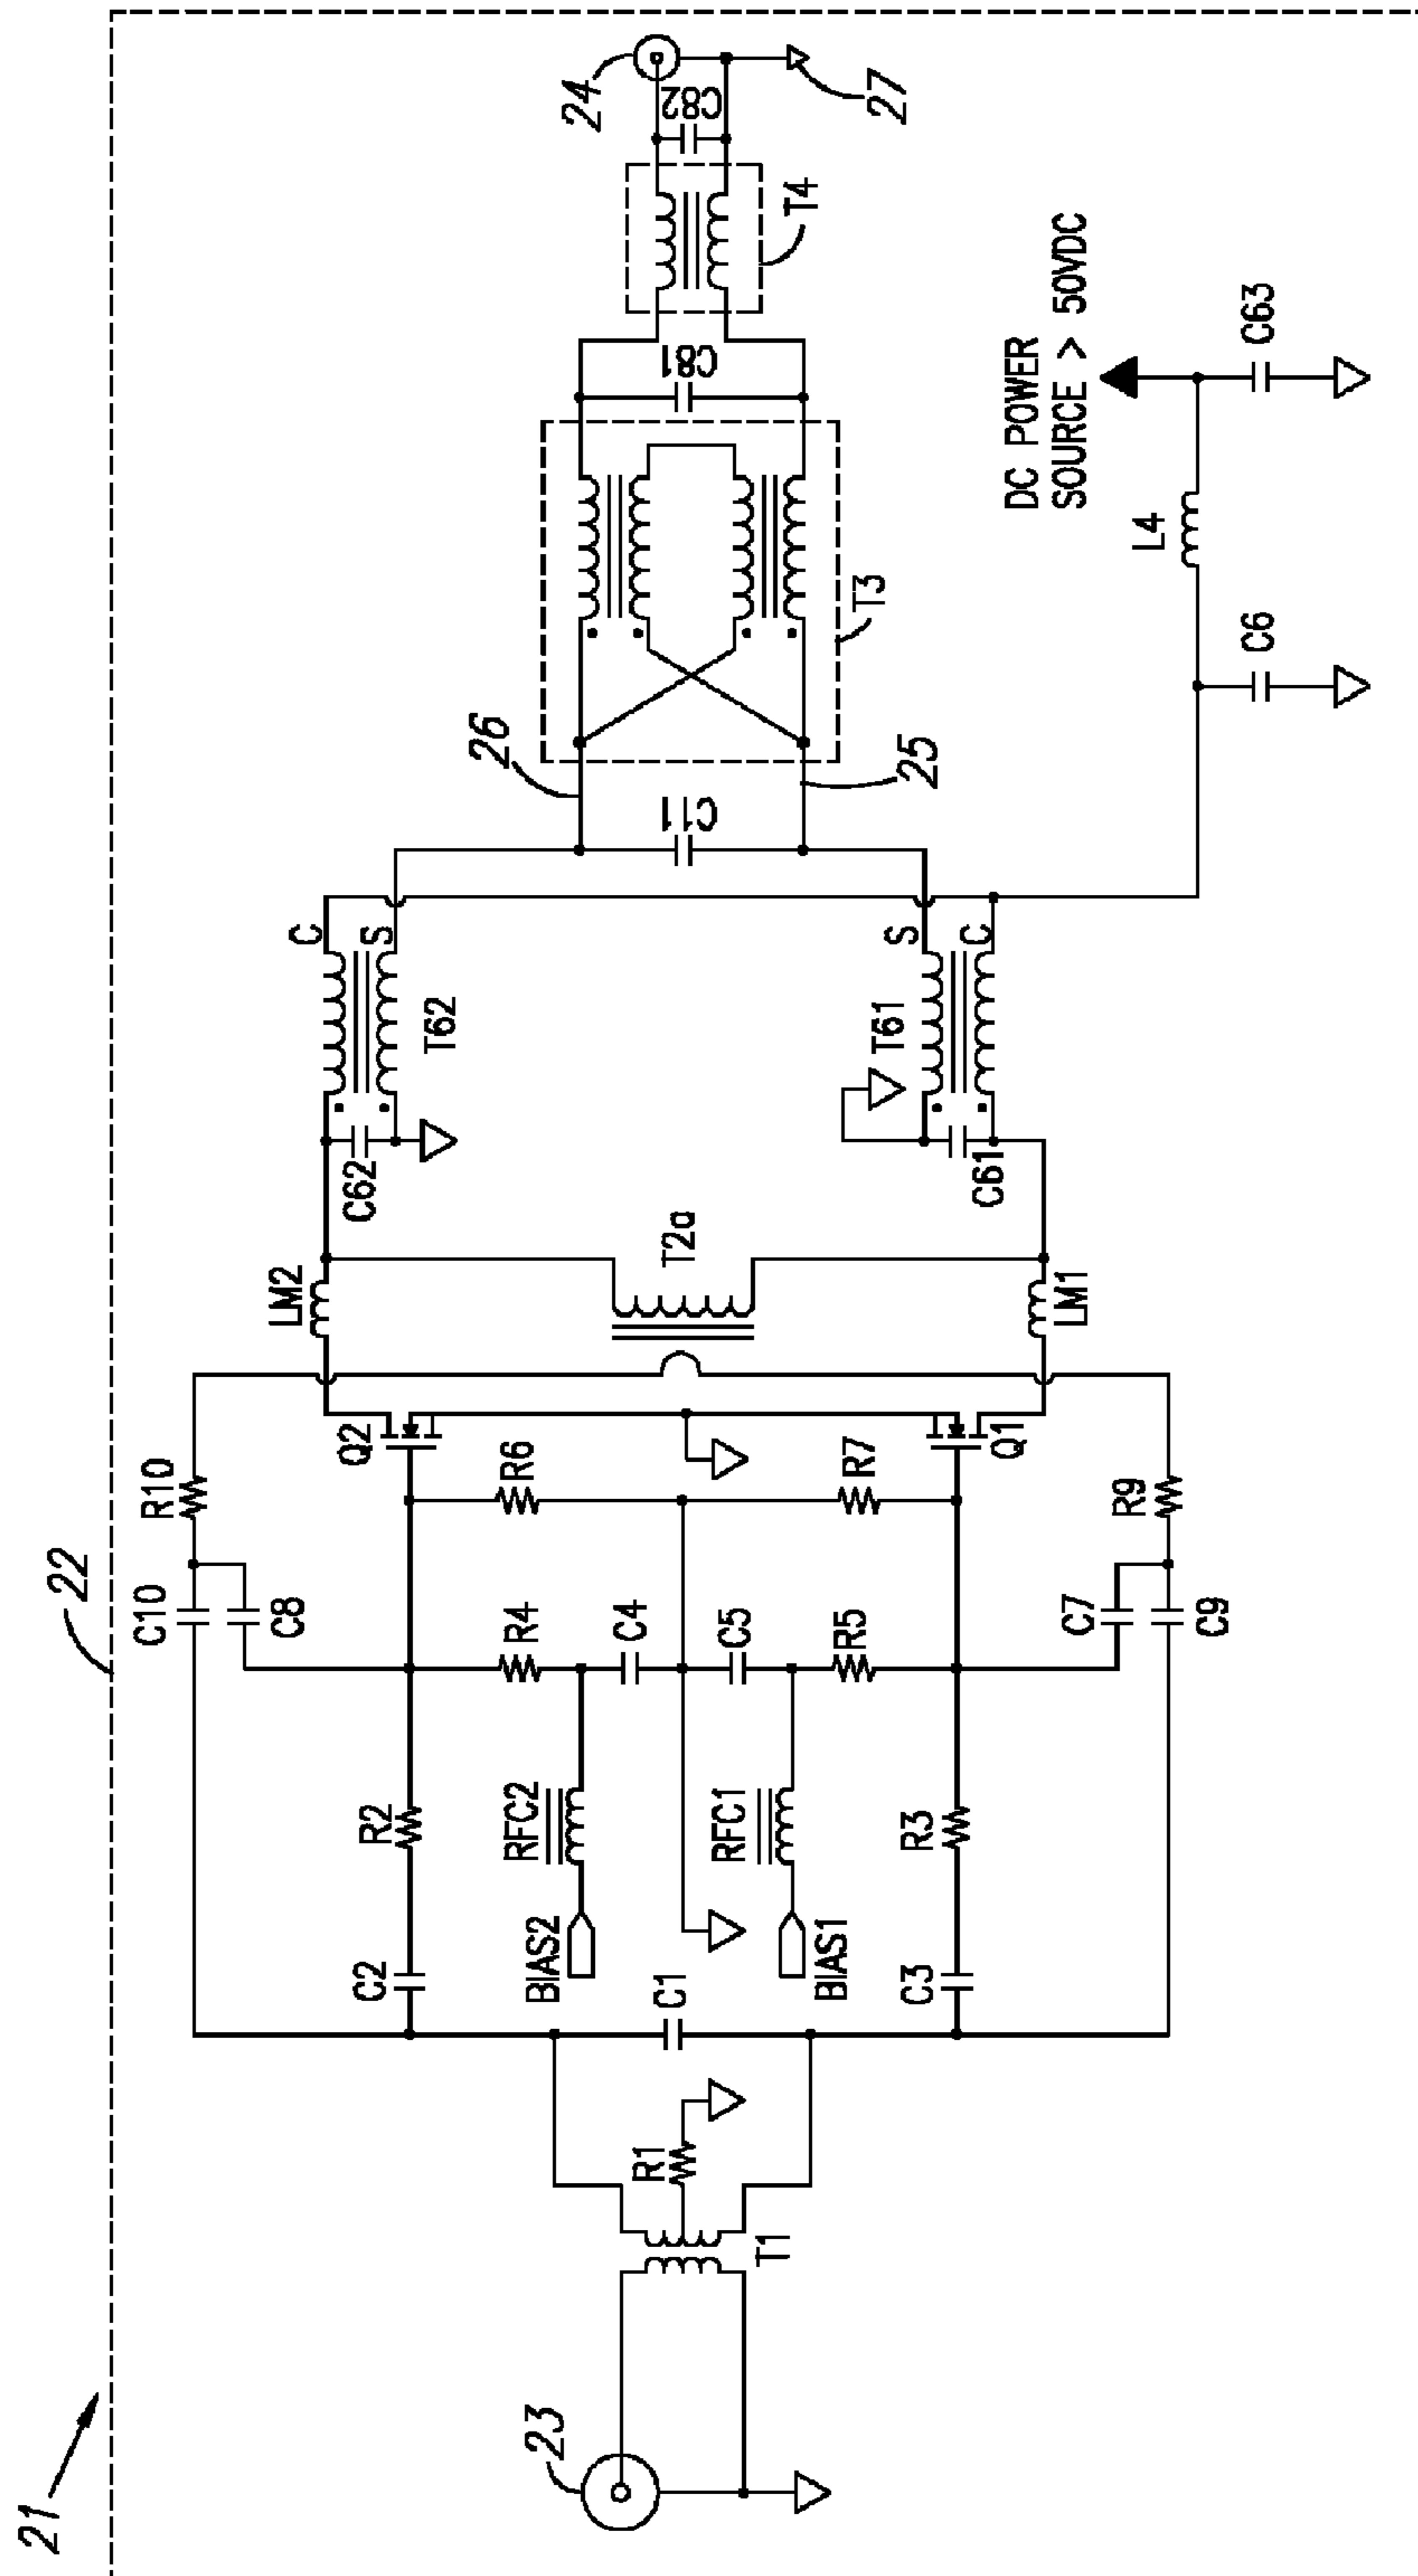 21
22
23
T1
R1
C1
C2
R2
C10
C8
R10
BIAS2
RFC2
R4
C4
R6
Q2
BIAS1
RFC1
C5
R5
R7
Q1
C3
R3
C7
C9
R9
LM2
T2a
LM1
C62
T62
C
S
C61
T61
S
C
C11
26
25
T3
C81
T4
C82
24
27
C6
L4
C63
DC POWER
SOURCE > 50VDC